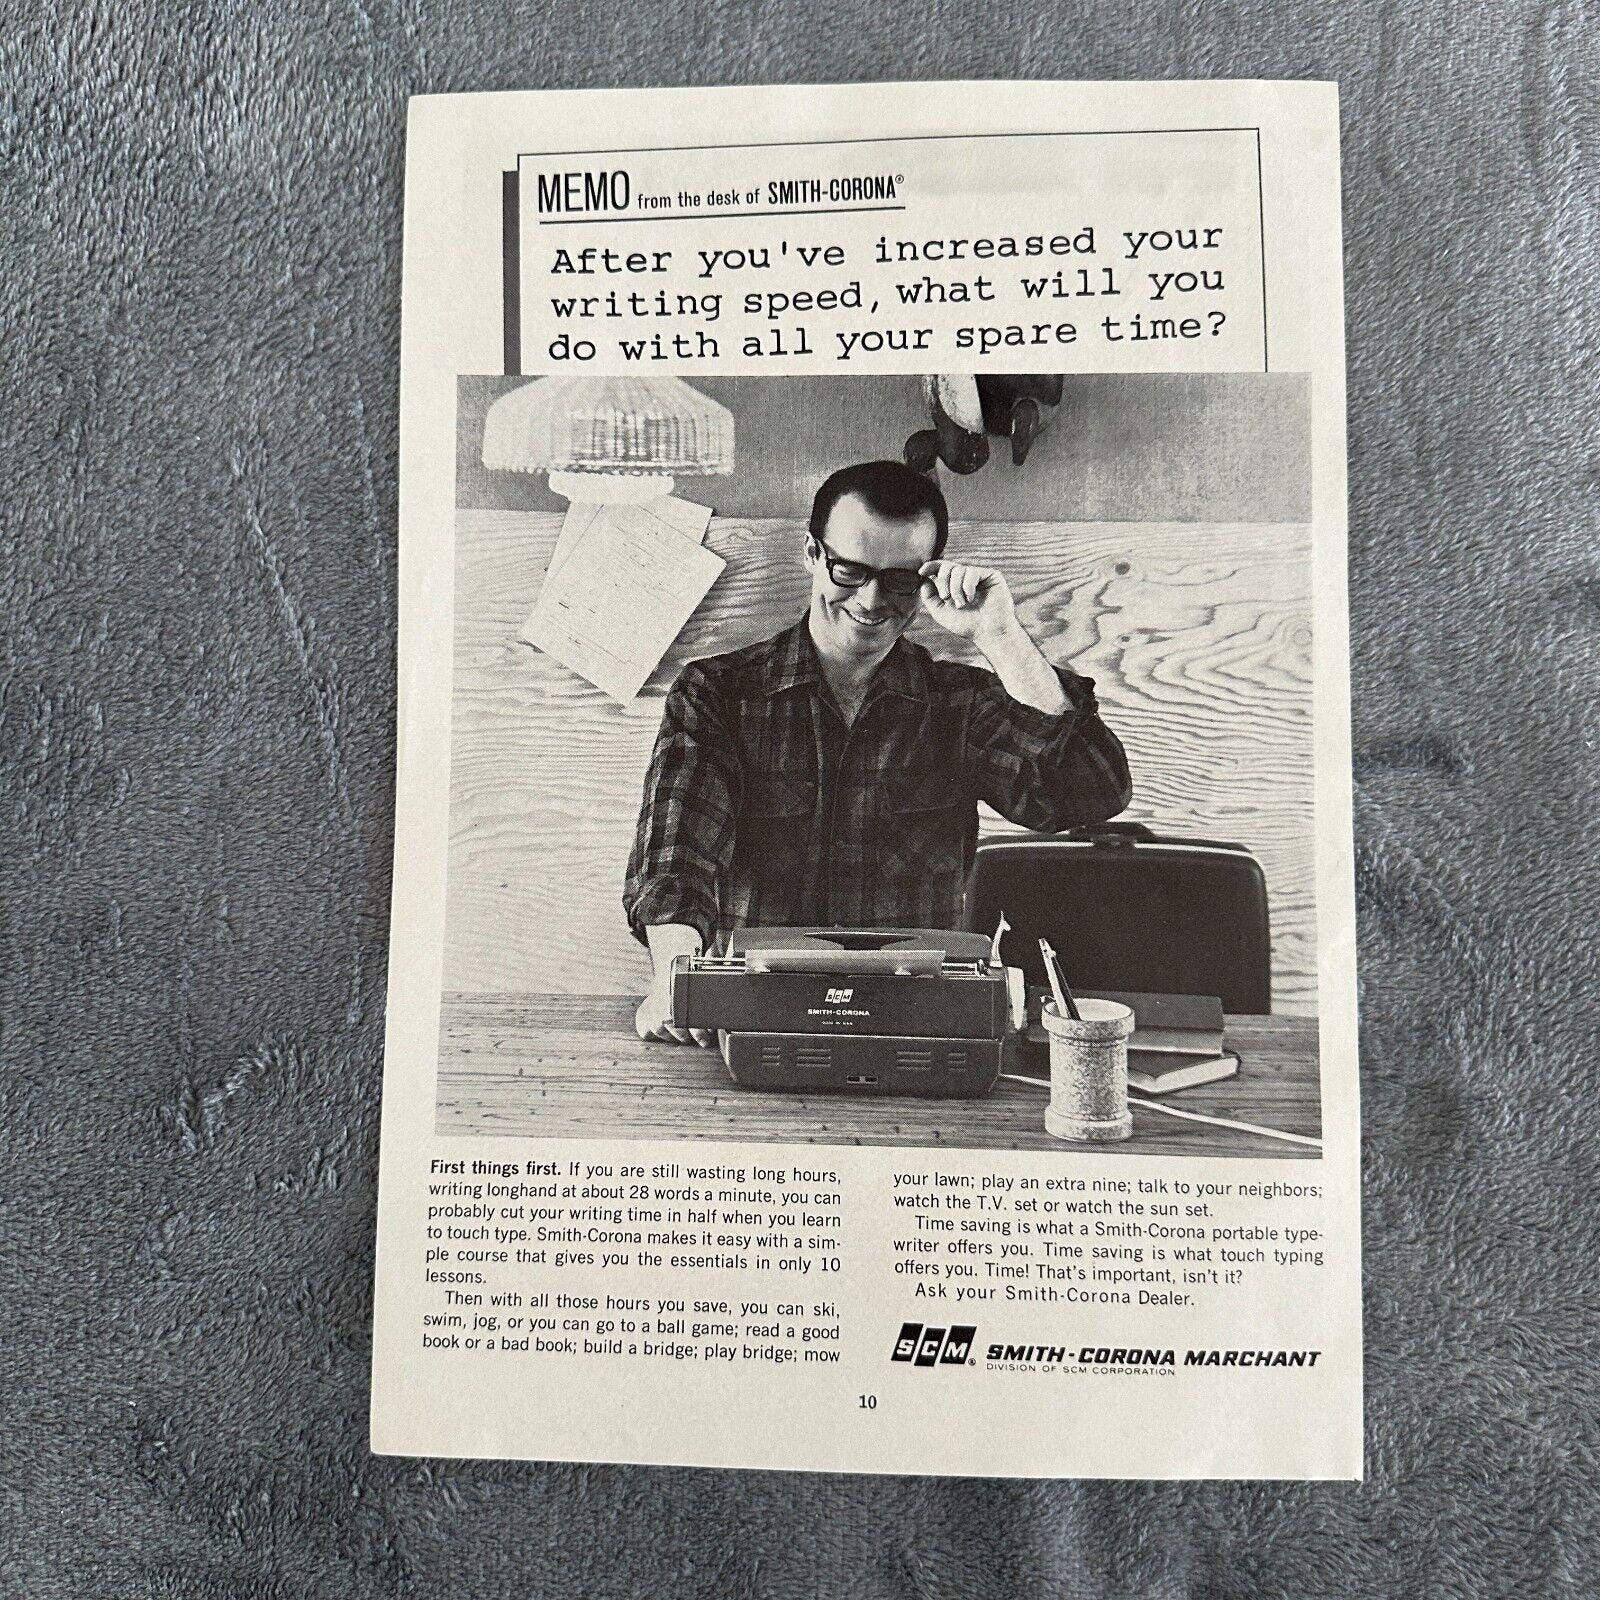 MEMO from the desk of SMITH-CORONA®
After you've increased your
writing speed, what will you
do with all your spare time?
SCM
SMITH-CORONA
First things first. If you are still wasting long hours,
writing longhand at about 28 words a minute, you can
probably cut your writing time in half when you learn
to touch type. Smith-Corona makes it easy with a sim-
ple course that gives you the essentials in only 10
lessons.
Then with all those hours you save, you can ski,
swim, jog, or you can go to a ball game; read a good
book or a bad book; build a bridge; play bridge; mow
your lawn; play an extra nine; talk to your neighbors;
watch the T.V. set or watch the sun set.
Time saving is what a Smith-Corona portable type-
writer offers you. Time saving is what touch typing
offers you. Time! That's important, isn't it?
Ask your Smith-Corona Dealer.
SCM® SMITH-CORONA MARCHANT
DIVISION OF SCM CORPORATION
10